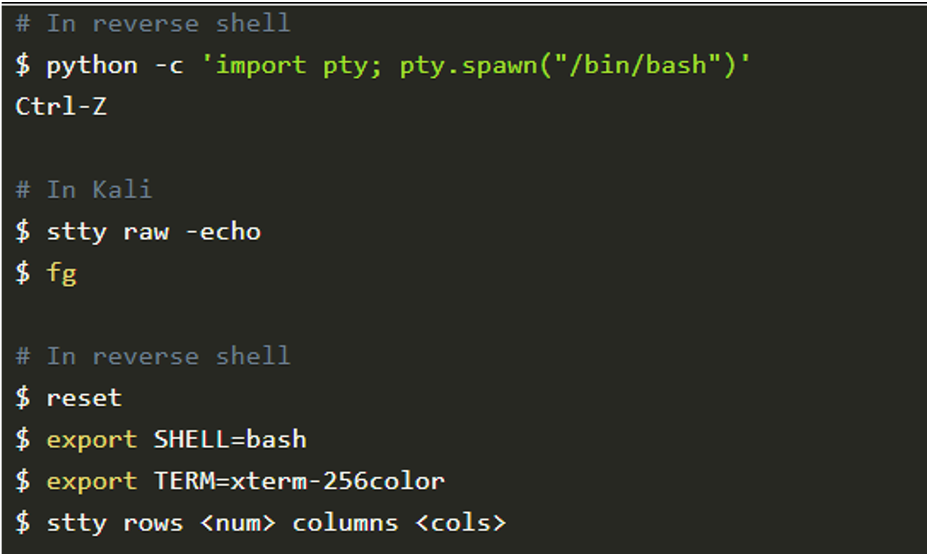 # In reverse shell
$ python -c 'import pty; pty.spawn("/bin/bash")'
Ctrl-Z
# In Kali
$ stty raw -echo
$ fg
# In reverse shell
$ reset
$ export SHELL=bash
$ export TERM=xterm-256color
$ stty rows <num> columns <cols>